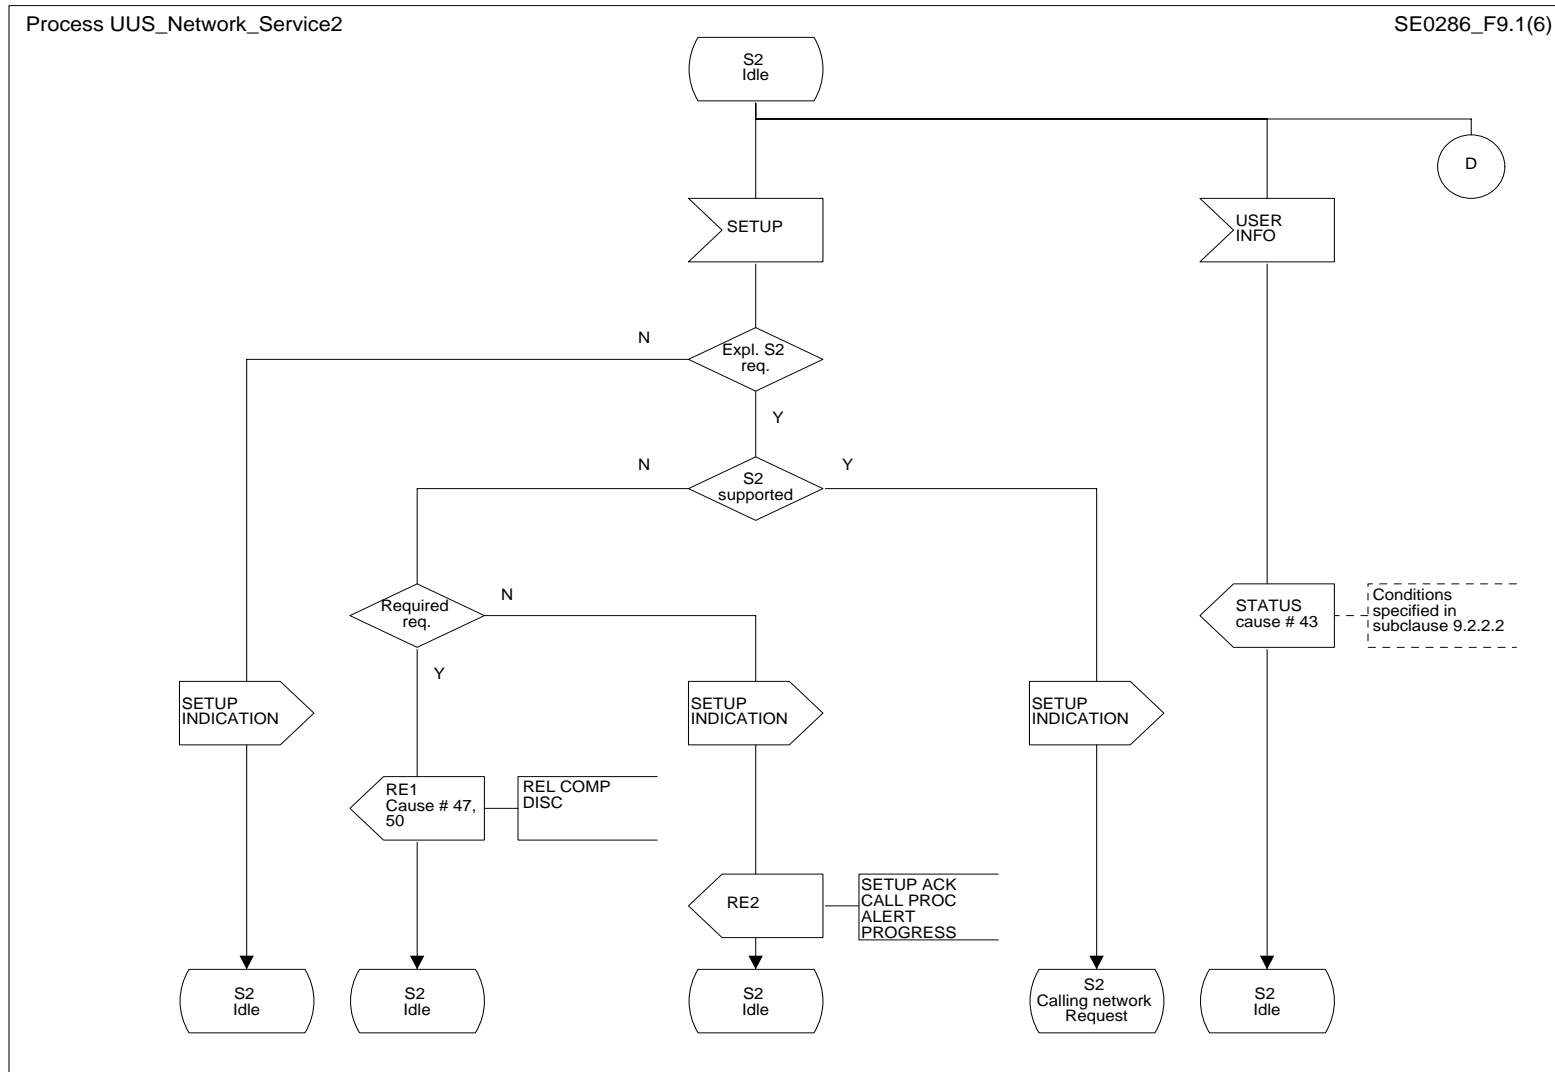 Process UUS_Network_Service2
SE0286_F9.1(6)
S2
Idle
D
SETUP
USER
INFO
N
Expl. S2
req.
Y
N
S2
supported
Y
Required
req.
N
Y
STATUS
cause # 43
Conditions
specified in
subclause 9.2.2.2
SETUP
INDICATION
SETUP
INDICATION
SETUP
INDICATION
RE1
Cause # 47,
50
REL COMP
DISC
RE2
SETUP ACK
CALL PROC
ALERT
PROGRESS
S2
Idle
S2
Idle
S2
Idle
S2
Calling network
Request
S2
Idle